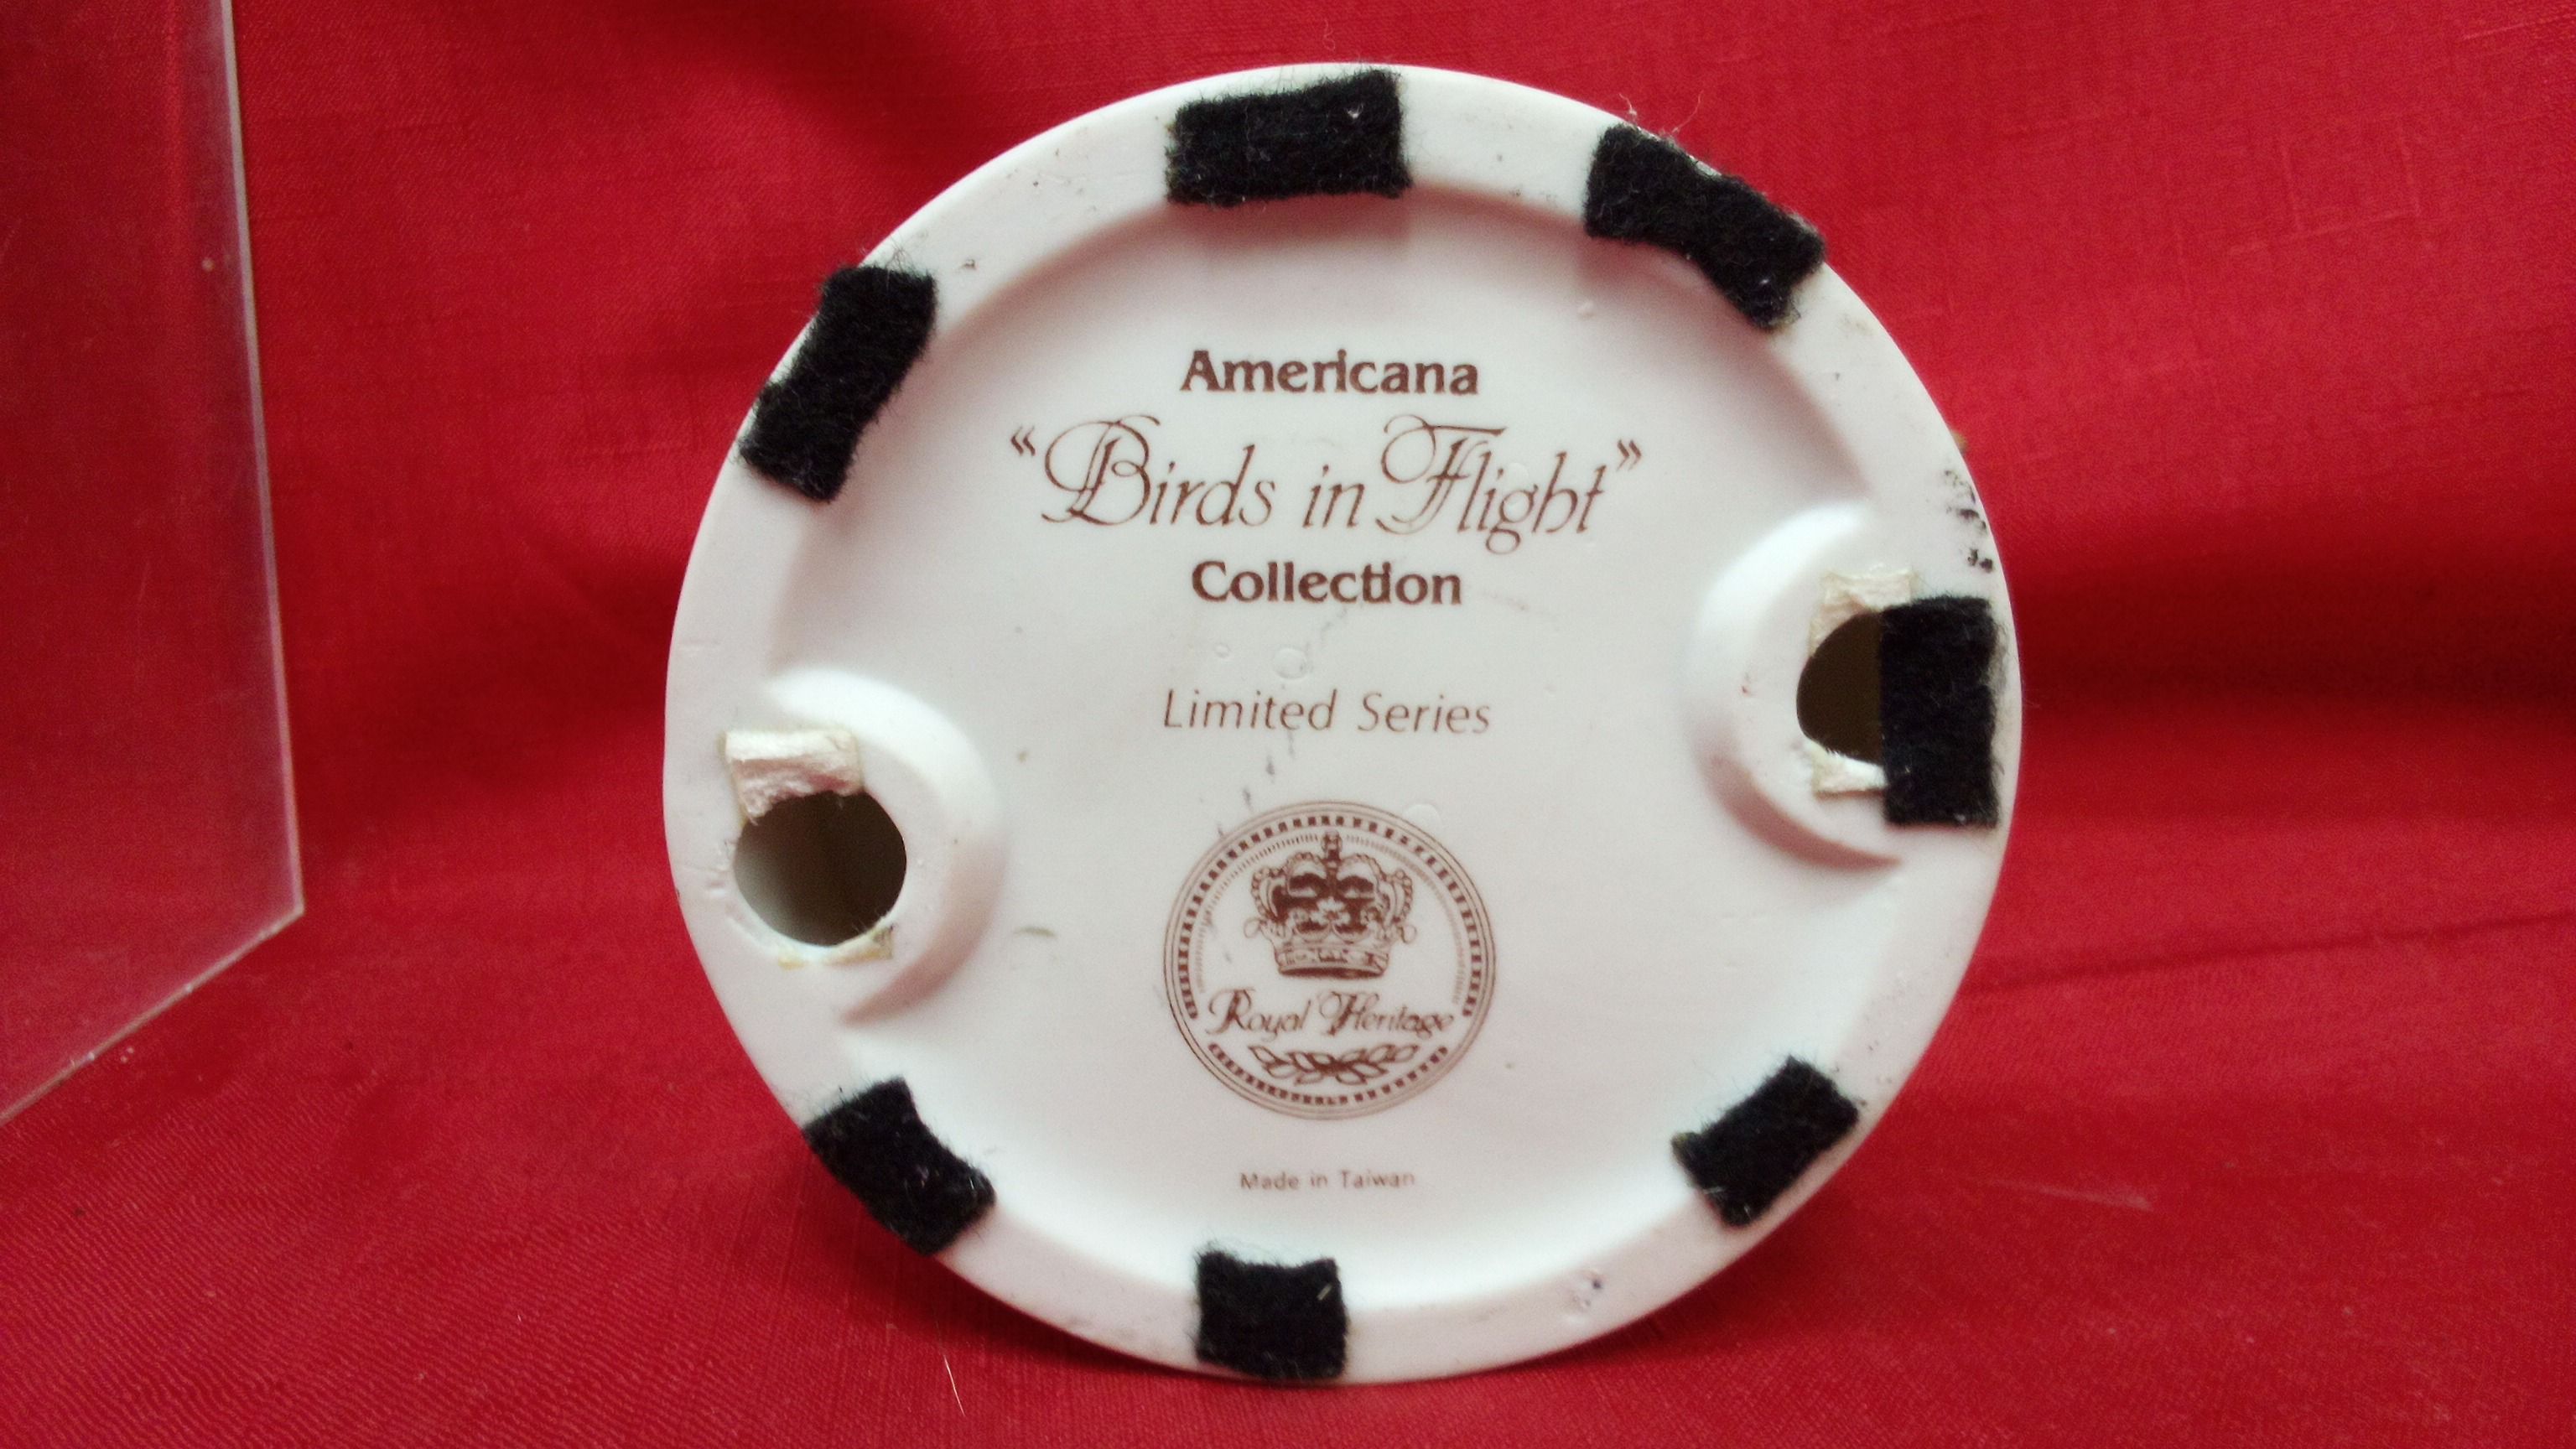 Americana
“Birds in Flight”
Collection
Limited Series
Royal Heritage
Made in Taiwan